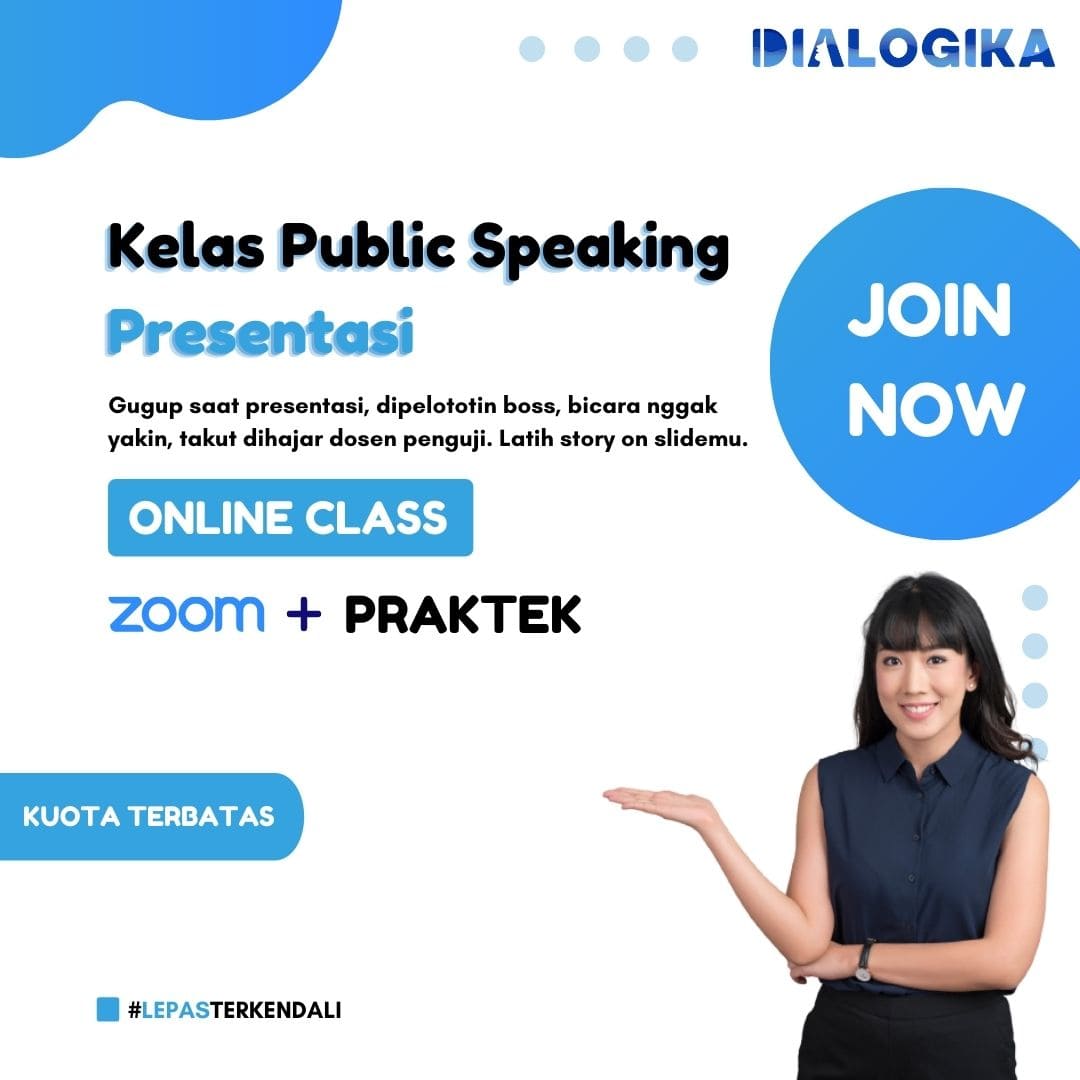 DIALOGIKA
Kelas Public Speaking
Presentasi
Gugup saat presentasi, dipelototin boss, bicara nggak
yakin, takut dihajar dosen penguji. Latih story on slidemu.
JOIN
NOW
ONLINE CLASS
zoom + PRAKTEK
KUOTA TERBATAS
#LEPASTERKENDALI